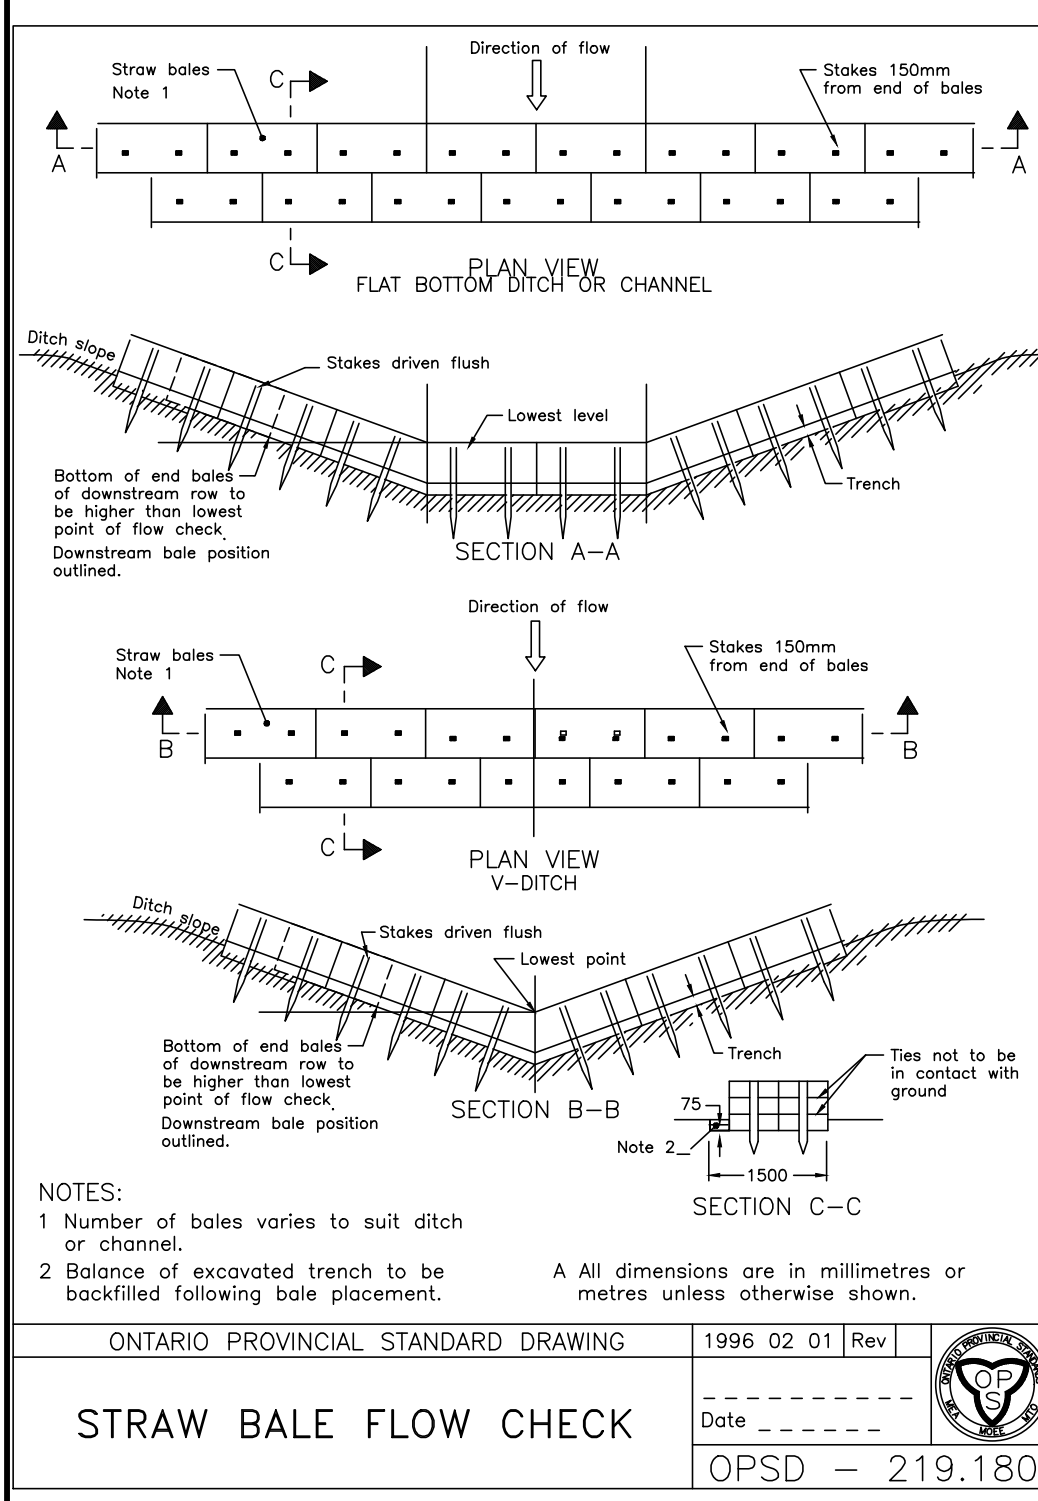 Direction of flow
Straw bales
Note 1
C
Stakes 150mm
from end of bales
A
A
C
PLAN VIEW
FLAT BOTTOM DITCH OR CHANNEL
Ditch slope
Stakes driven flush
Lowest level
Bottom of end bales
of downstream row to
be higher than lowest
point of flow check.
Downstream bale position
outlined.
Trench
SECTION A-A
Direction of flow
Straw bales
Note 1
C
Stakes 150mm
from end of bales
B
B
C
PLAN VIEW
V-DITCH
Ditch slope
Stakes driven flush
Lowest point
Bottom of end bales
of downstream row to
be higher than lowest
point of flow check.
Downstream bale position
outlined.
Trench
SECTION B-B
Ties not to be
in contact with
ground
75
Note 2
1500
SECTION C-C
NOTES:
1 Number of bales varies to suit ditch
or channel.
2 Balance of excavated trench to be
backfilled following bale placement.
A All dimensions are in millimetres or
metres unless otherwise shown.
ONTARIO PROVINCIAL STANDARD DRAWING
1996 02 01 Rev
STRAW BALE FLOW CHECK
Date
ONTARIO PROVINCIAL STANDARDS
OP
S
MEA MOEE MTO
OPSD - 219.180